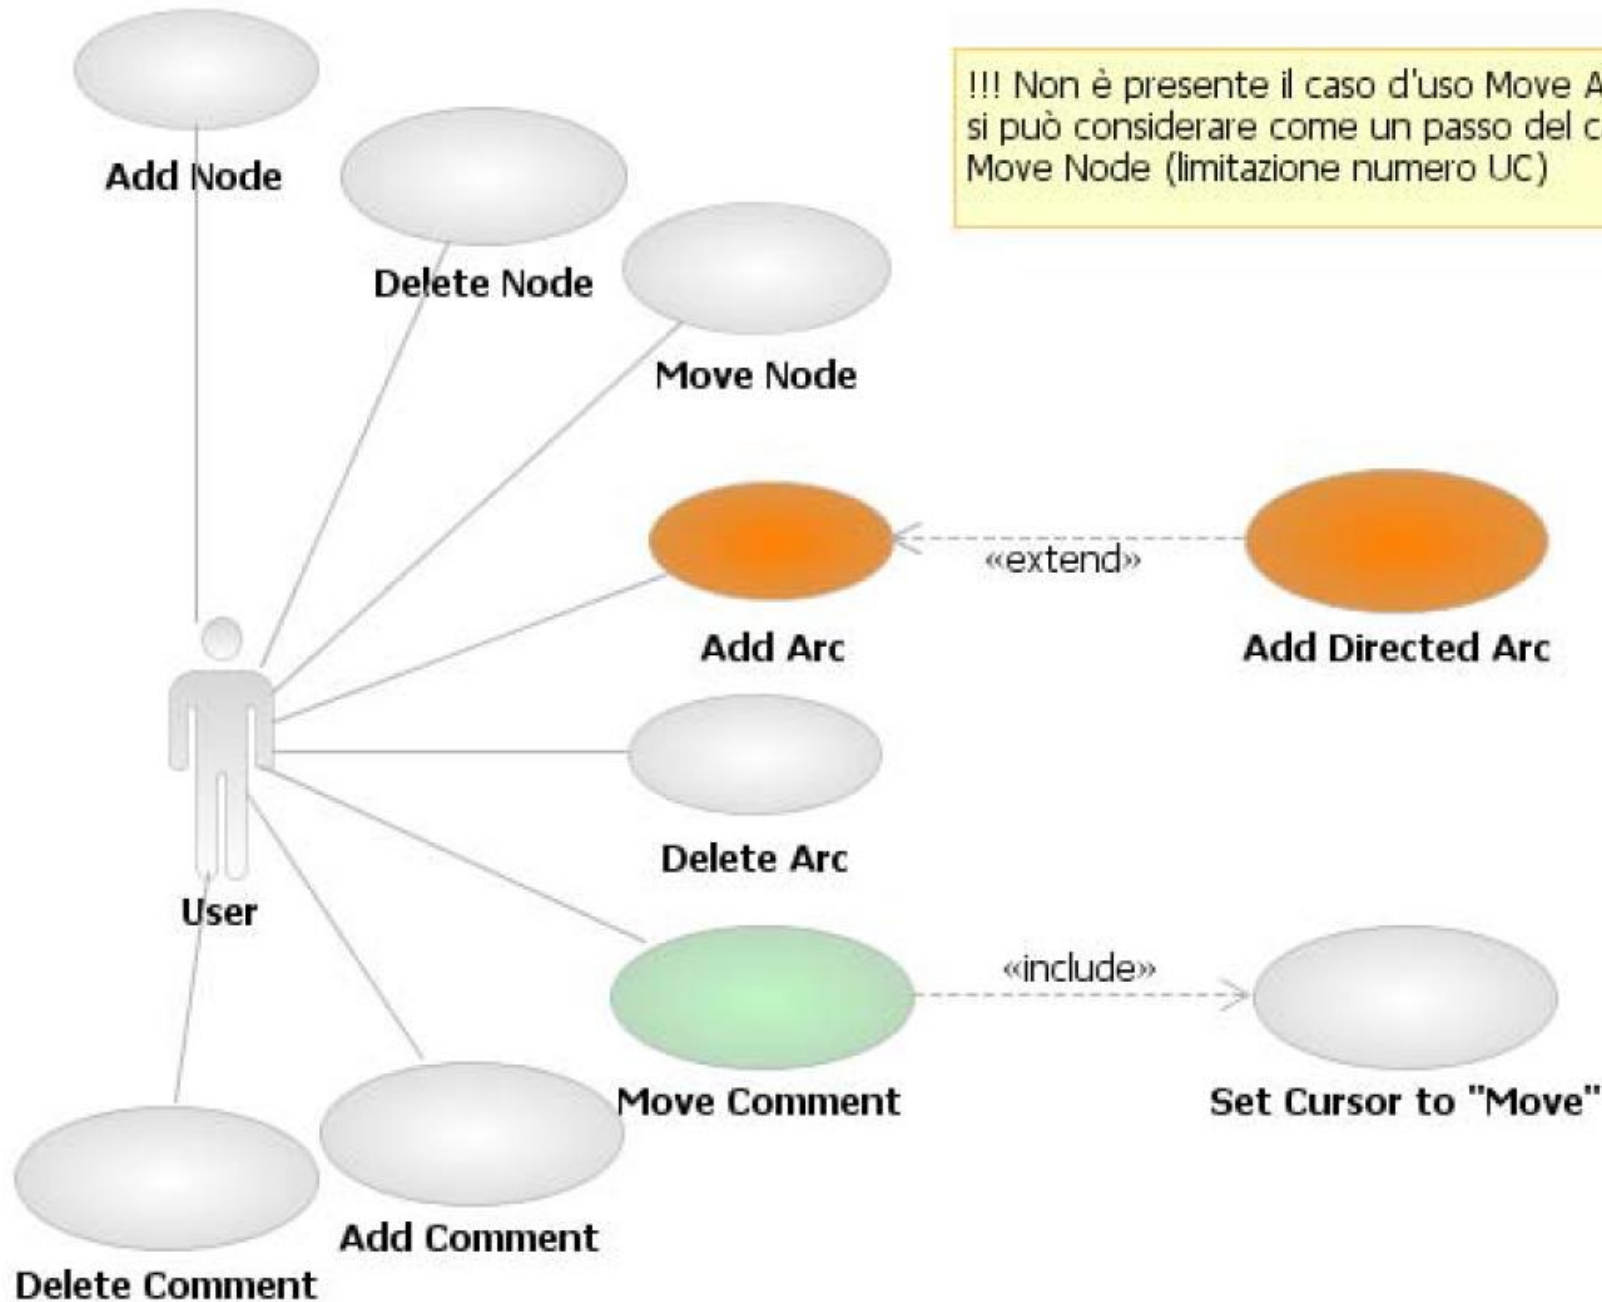 !!! Non è presente il caso d'uso Move
si può considerare come un passo del
Move Node (limitazione numero UC)
Add Node
Delete Node
Move Node
«extend»
Add Arc
Add Directed Arc
Delete Arc
User
«include»
Move Comment
Set Cursor to "Move"
Add Comment
Delete Comment